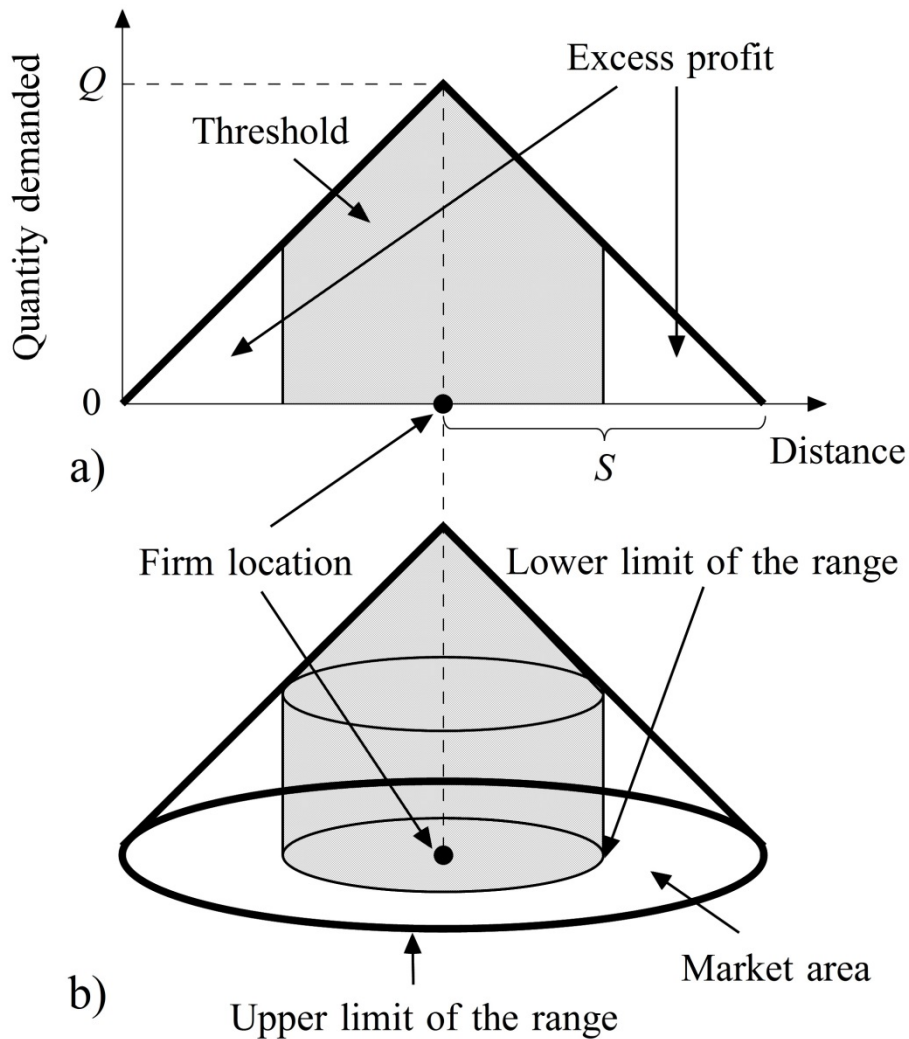 Quantity demanded
Q
Excess profit
Threshold
0
S
Distance
a)
Firm location
Lower limit of the range
Market area
b)
Upper limit of the range